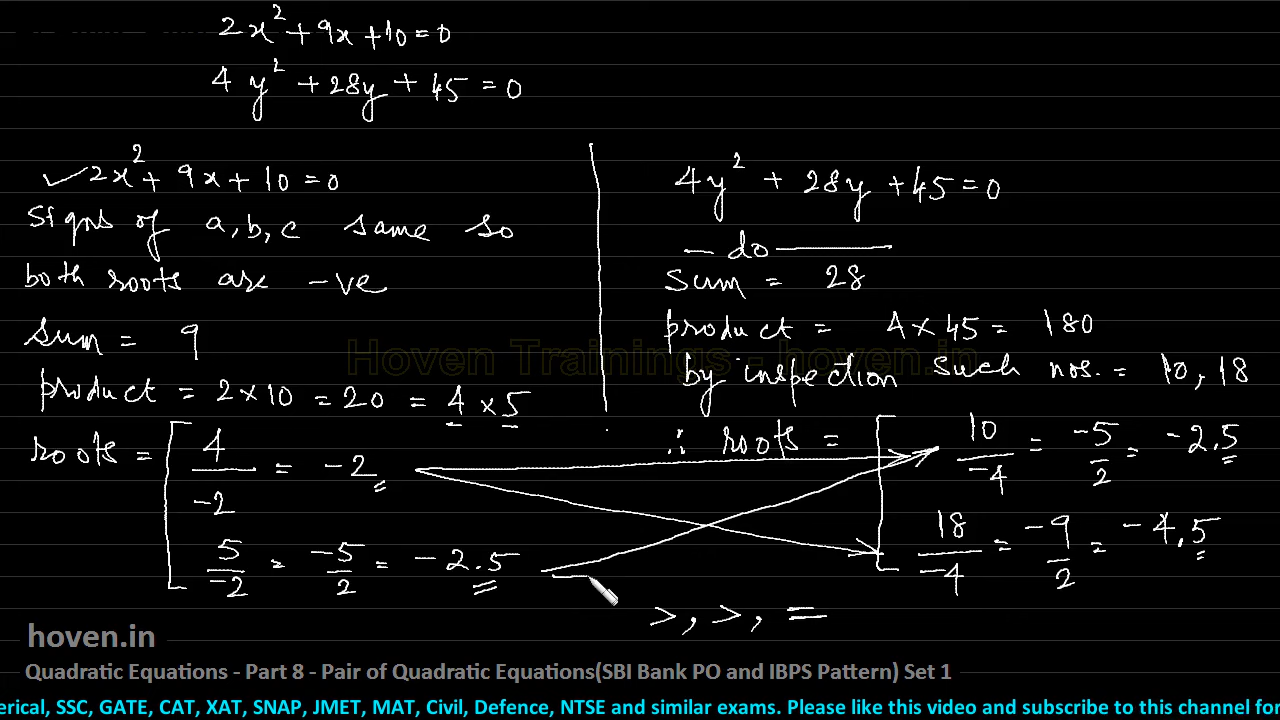 2x² + 9x + 10 = 0
4y² + 28y + 45 = 0
2x² + 9x + 10 = 0
Signs of a, b, c same so
both roots are -ve
Sum = 9
product = 2 × 10 = 20 = 4 × 5
roots = [ 4/-2 = -2
5/-2 = -5/2 = -2.5
4y² + 28y + 45 = 0
— do —
Sum = 28
product = 4 × 45 = 180
by inspection such nos. = 10, 18
∴ roots = [ 10/-4 = -5/2 = -2.5
18/-4 = -9/2 = -4.5
>, >, =
Hoven Trainings - hoven.in
hoven.in
Quadratic Equations - Part 8 - Pair of Quadratic Equations(SBI Bank PO and IBPS Pattern) Set 1
erical, SSC, GATE, CAT, XAT, SNAP, JMET, MAT, Civil, Defence, NTSE and similar exams. Please like this video and subscribe to this channel for